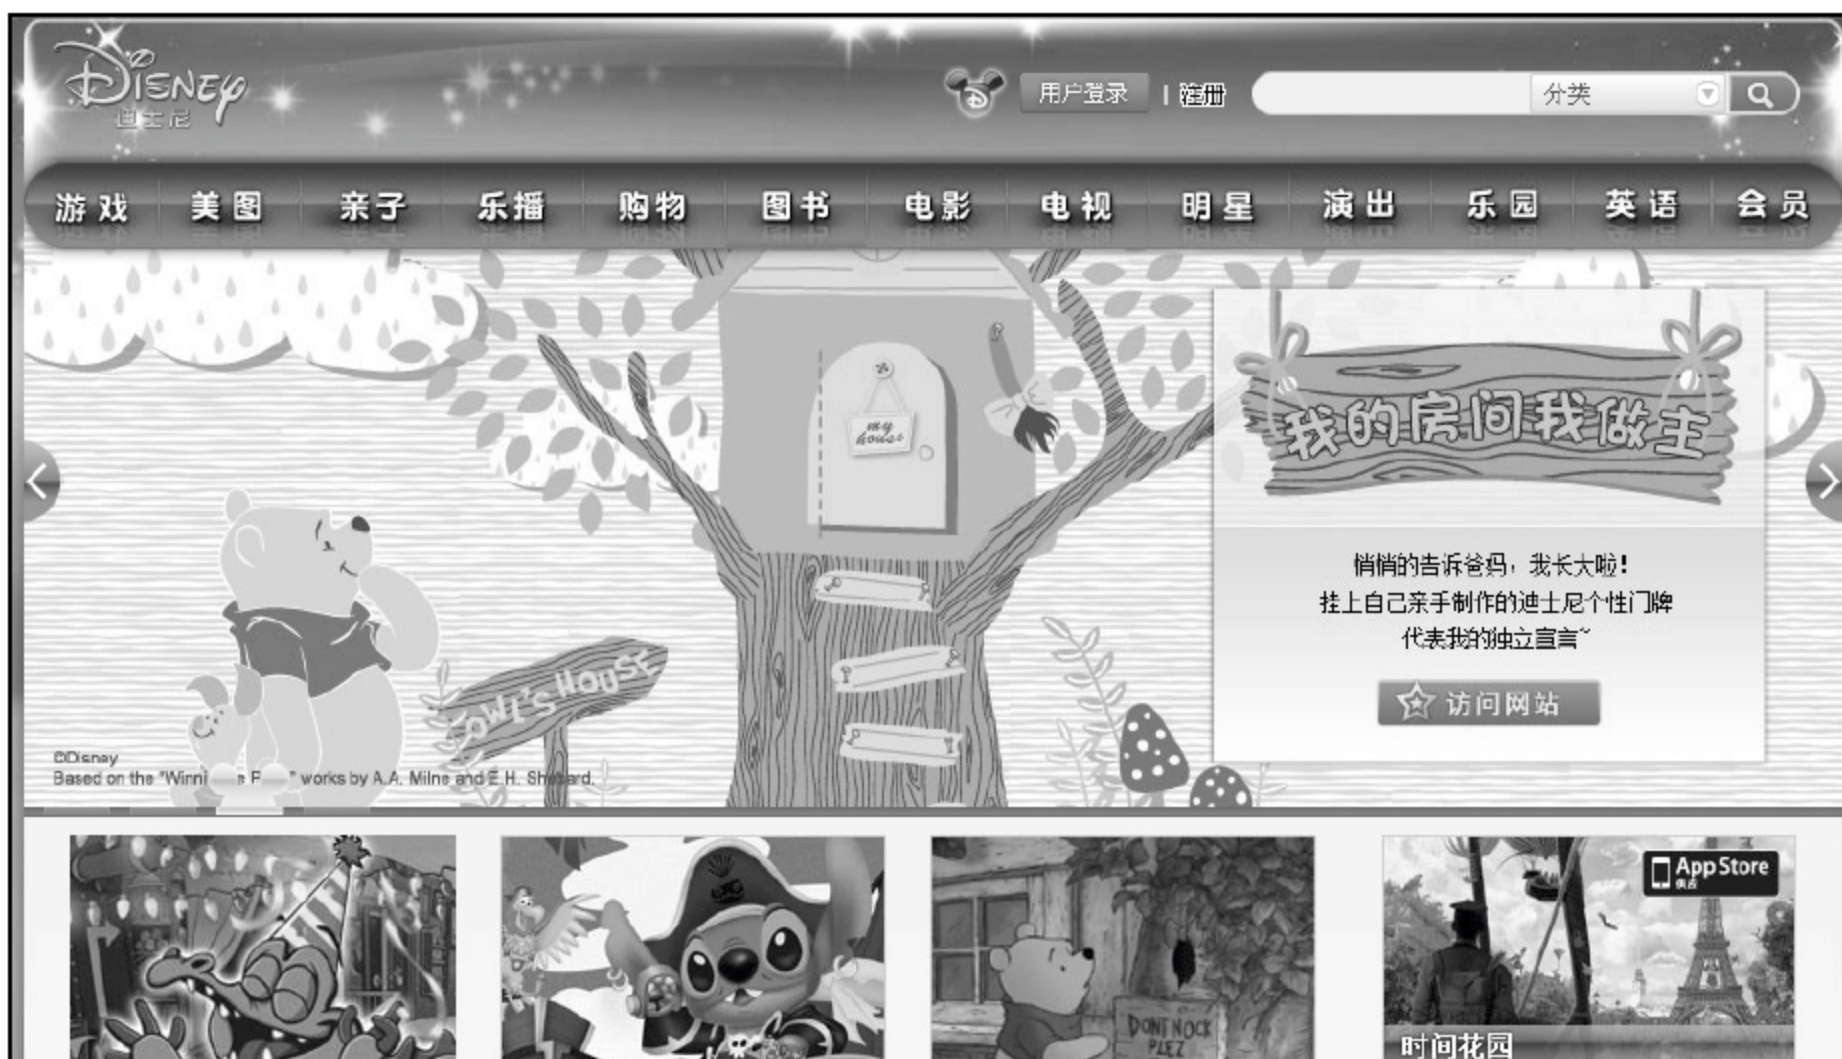 DISNEY
迪士尼
用户登录 | 注册
分类
游戏 美图 亲子 乐播 购物 图书 电影 电视 明星 演出 乐园 英语 会员
my
house
我的房间我做主
悄悄的告诉爸妈，我长大啦！
挂上自己亲手制作的迪士尼个性门牌
代表我的独立宣言~
访问网站
OWL'S HOUSE
©Disney
Based on the "Winni e P " works by A.A. Milne and E.H. Shepard.
App Store
DONT NOCK
PLEZ
时间花园